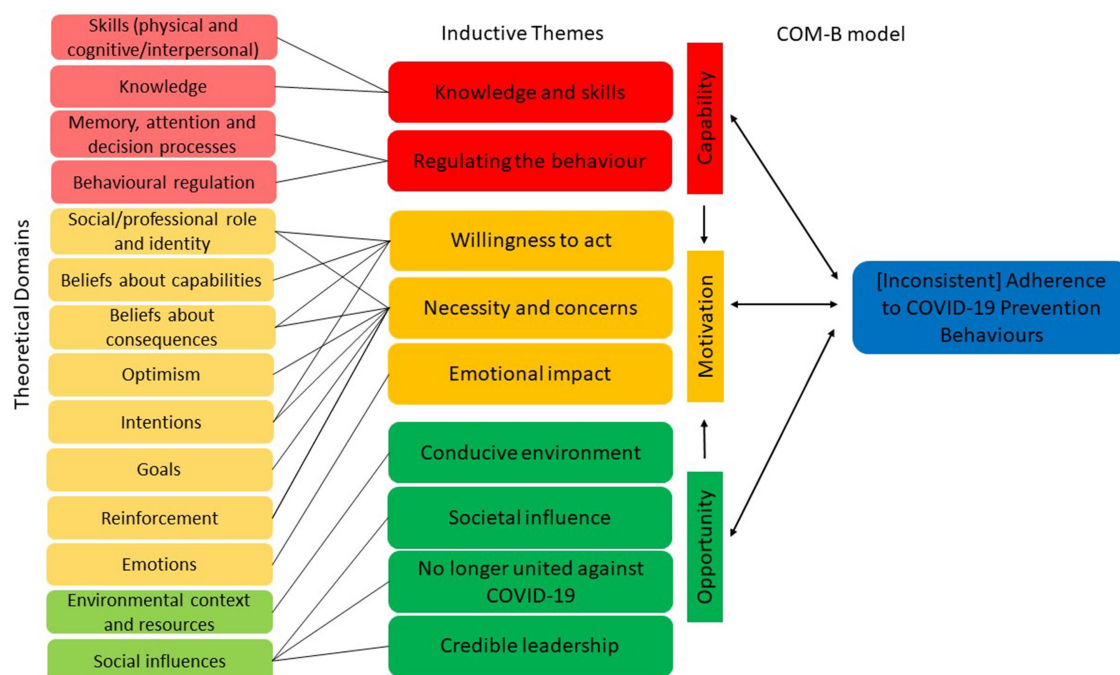 Theoretical Domains
Skills (physical and
cognitive/interpersonal)
Knowledge
Memory, attention and
decision processes
Behavioural regulation
Social/professional role
and identity
Beliefs about capabilities
Beliefs about
consequences
Optimism
Intentions
Goals
Reinforcement
Emotions
Environmental context
and resources
Social influences
Inductive Themes
Knowledge and skills
Regulating the behaviour
Willingness to act
Necessity and concerns
Emotional impact
Conducive environment
Societal influence
No longer united against
COVID-19
Credible leadership
COM-B model
Capability
Motivation
Opportunity
[Inconsistent] Adherence
to COVID-19 Prevention
Behaviours